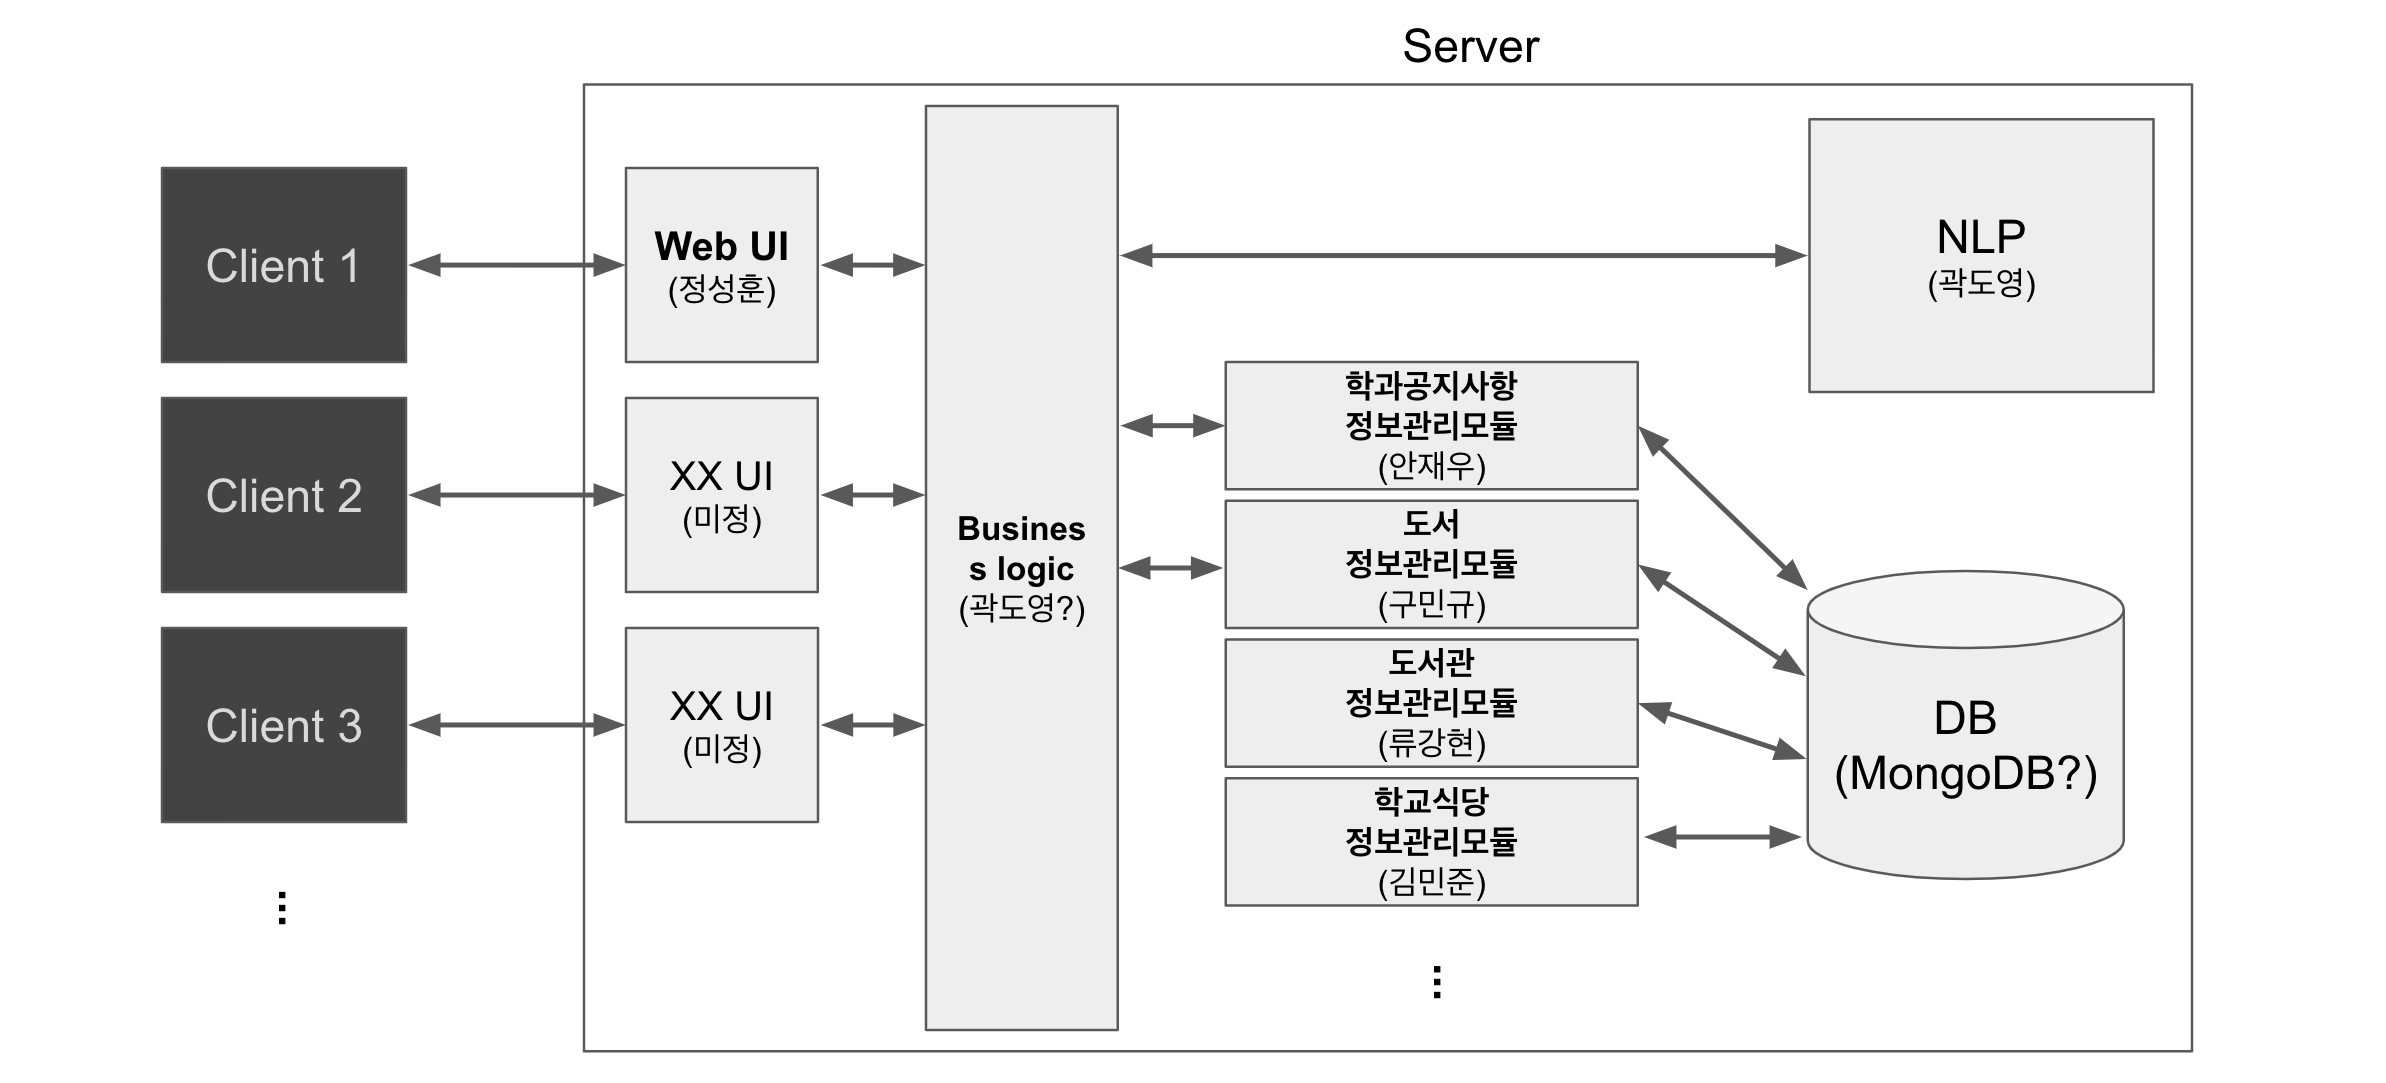 Server
Client 1
Web UI
(정성훈)
NLP
(곽도영)
Client 2
XX UI
(미정)
Busines
s logic
(곽도영?)
학과공지사항
정보관리모듈
(안재우)
도서
정보관리모듈
(구민규)
도서관
정보관리모듈
(류강현)
학교식당
정보관리모듈
(김민준)
DB
(MongoDB?)
Client 3
XX UI
(미정)
...
...